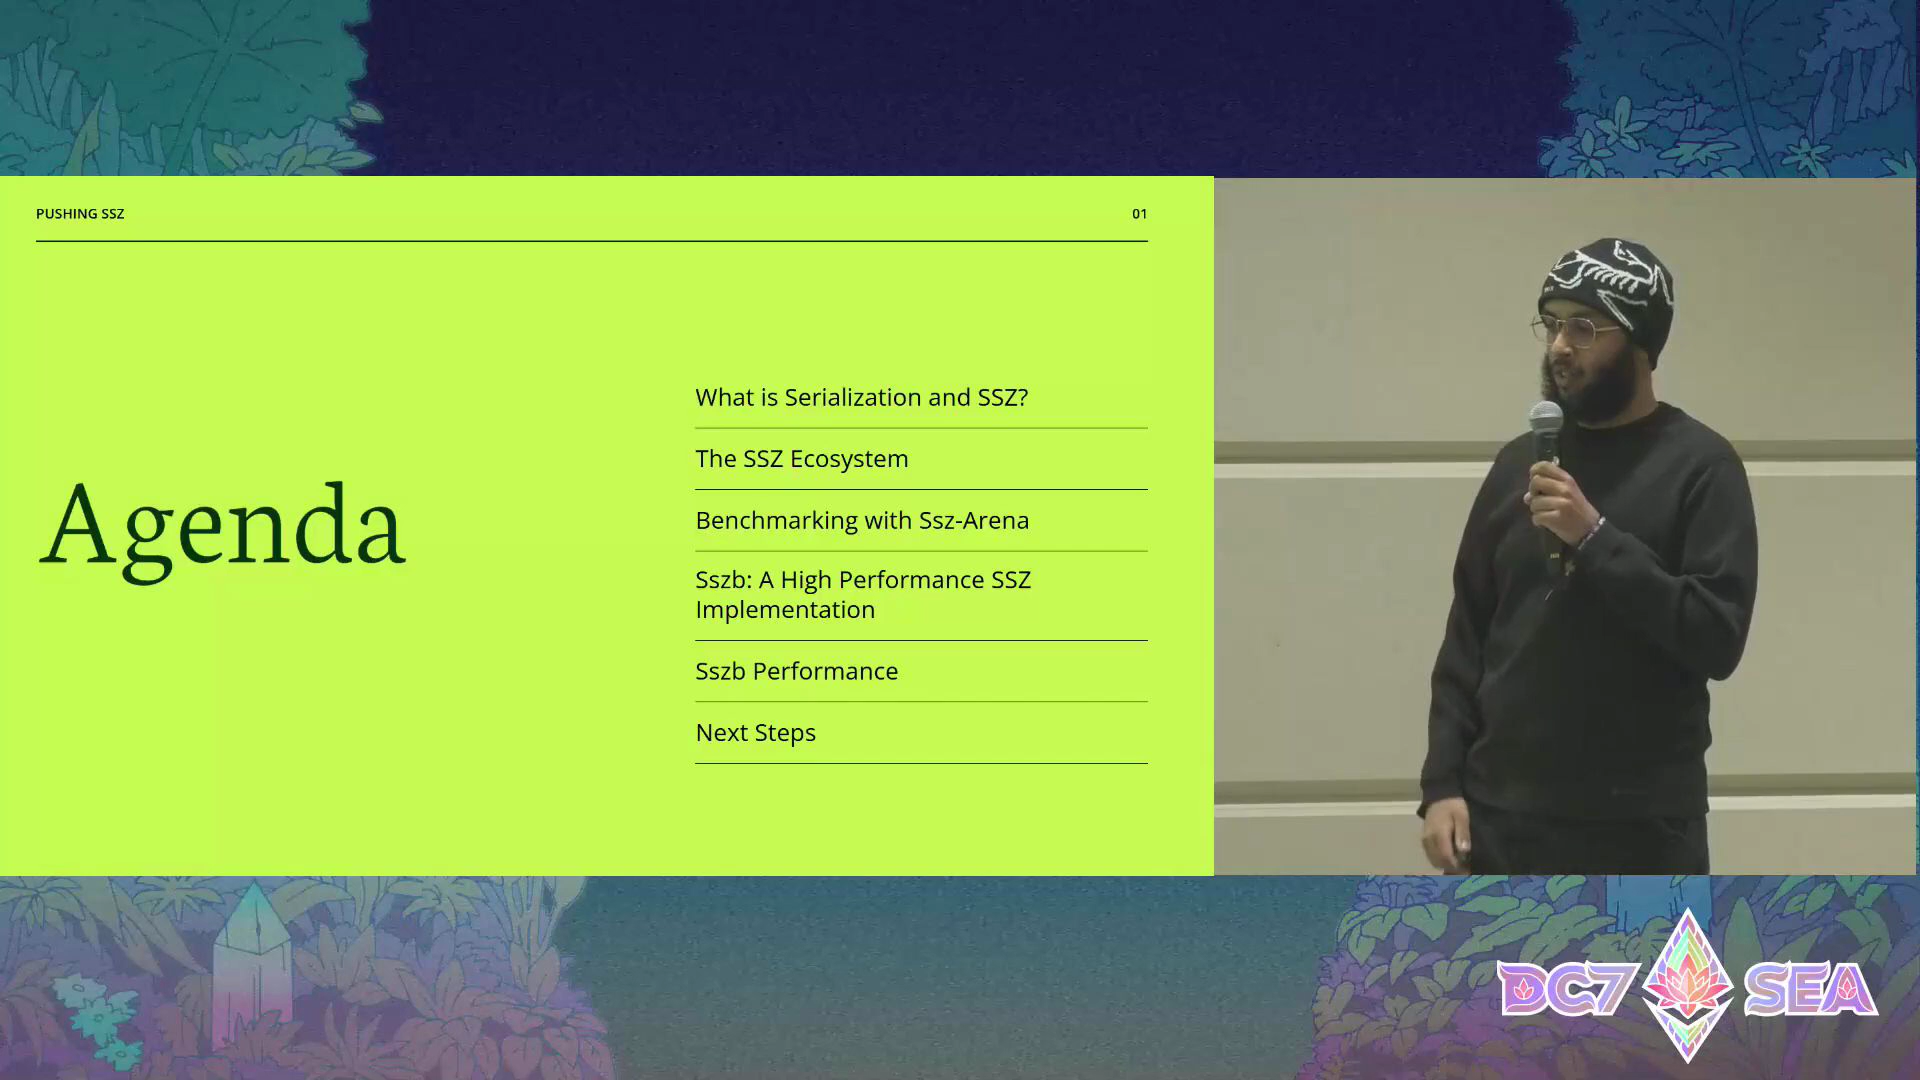 PUSHING SSZ
01
Agenda
What is Serialization and SSZ?
The SSZ Ecosystem
Benchmarking with Ssz-Arena
Sszb: A High Performance SSZ
Implementation
Sszb Performance
Next Steps
DC7 SEA